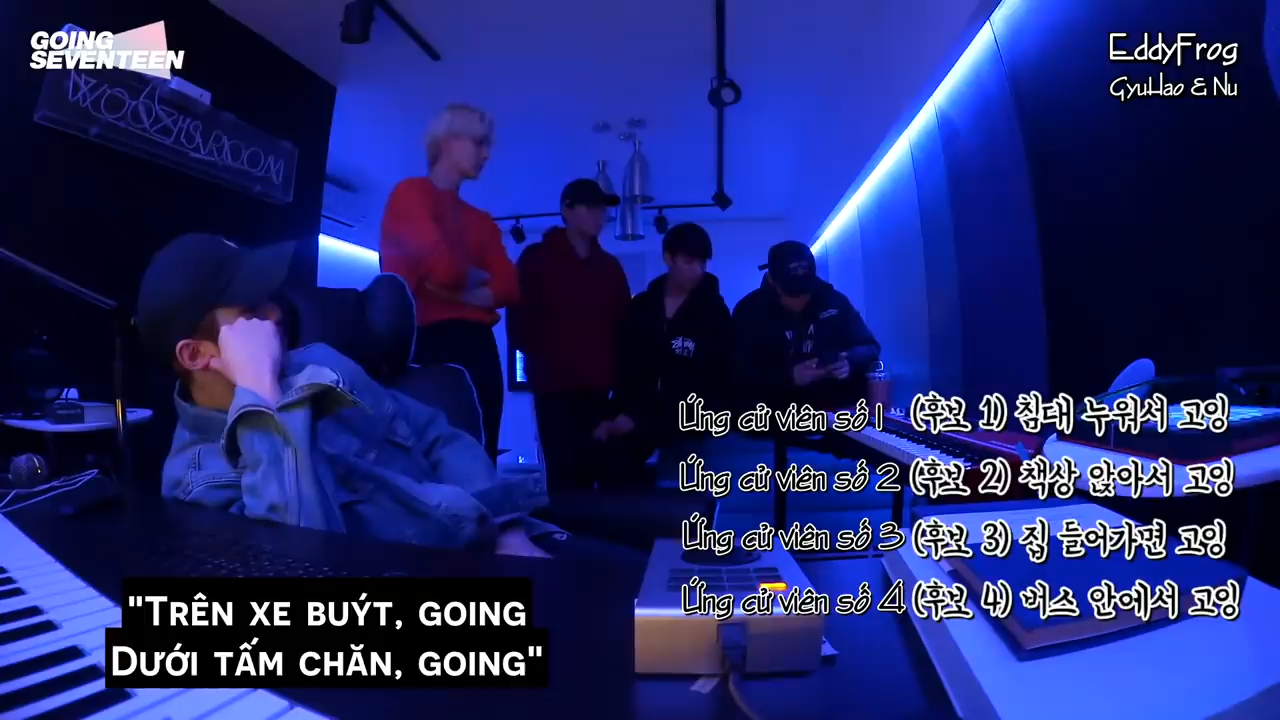 GOING
SEVENTEEN
EddyFrog
GyuHao & Nu
WOOZI'S ROOM
Ứng cử viên số 1 (후보 1) 침대 누워서 고잉
Ứng cử viên số 2 (후보 2) 책상 앉아서 고잉
Ứng cử viên số 3 (후보 3) 집 들어가면 고잉
Ứng cử viên số 4 (후보 4) 버스 안에서 고잉
"TRÊN XE BUÝT, GOING
DƯỚI TẤM CHĂN, GOING"